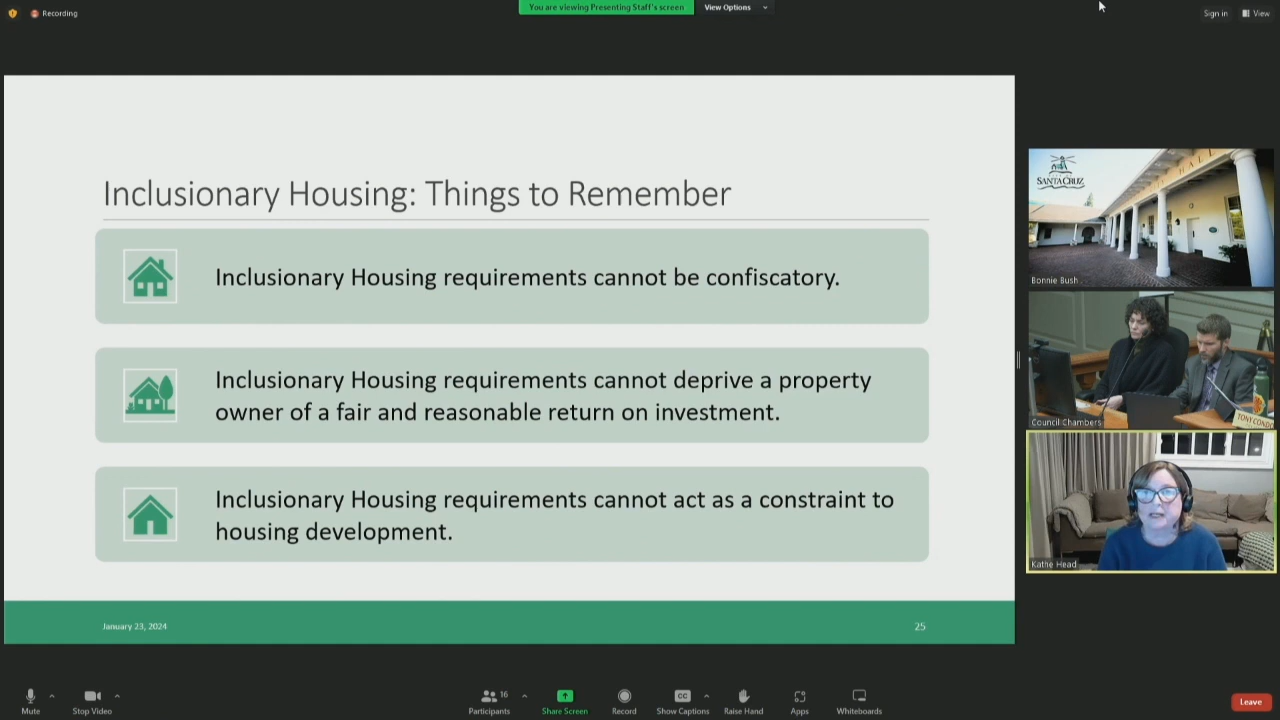 Recording
You are viewing Presenting Staff's screen
View Options
Sign in
View
Inclusionary Housing: Things to Remember
Inclusionary Housing requirements cannot be confiscatory.
Inclusionary Housing requirements cannot deprive a property
owner of a fair and reasonable return on investment.
Inclusionary Housing requirements cannot act as a constraint to
housing development.
January 23, 2024
25
SANTA CRUZ
HALL
Bonnie Bush
Council Chambers
Kathe Head
Mute
Stop Video
Participants
16
Share Screen
Record
CC
Show Captions
Raise Hand
Apps
Whiteboards
Leave